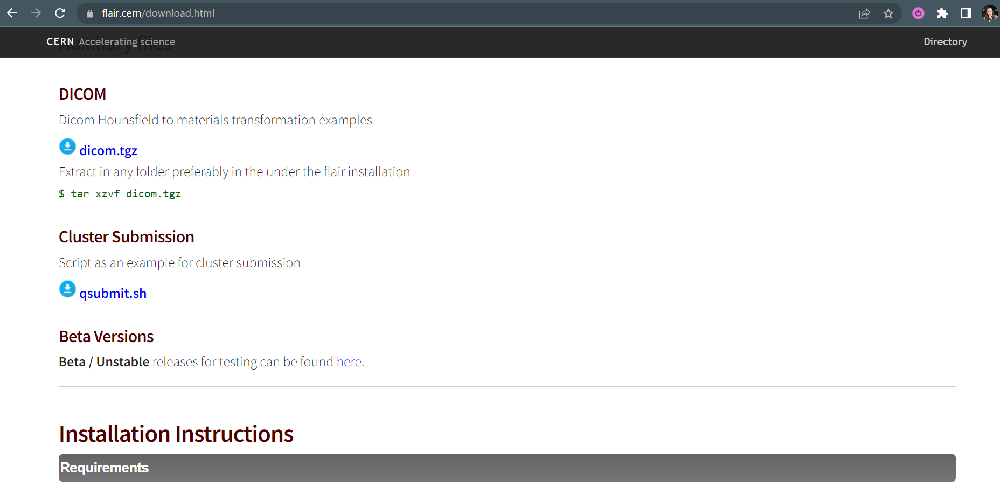 flair.cern/download.html
CERN Accelerating science
Directory
Auxiliary files
DICOM
Dicom Hounsfield to materials transformation examples
dicom.tgz
Extract in any folder preferably in the under the flair installation
$ tar xzvf dicom.tgz
Cluster Submission
Script as an example for cluster submission
qsubmit.sh
Beta Versions
Beta / Unstable releases for testing can be found here.
Installation Instructions
Requirements